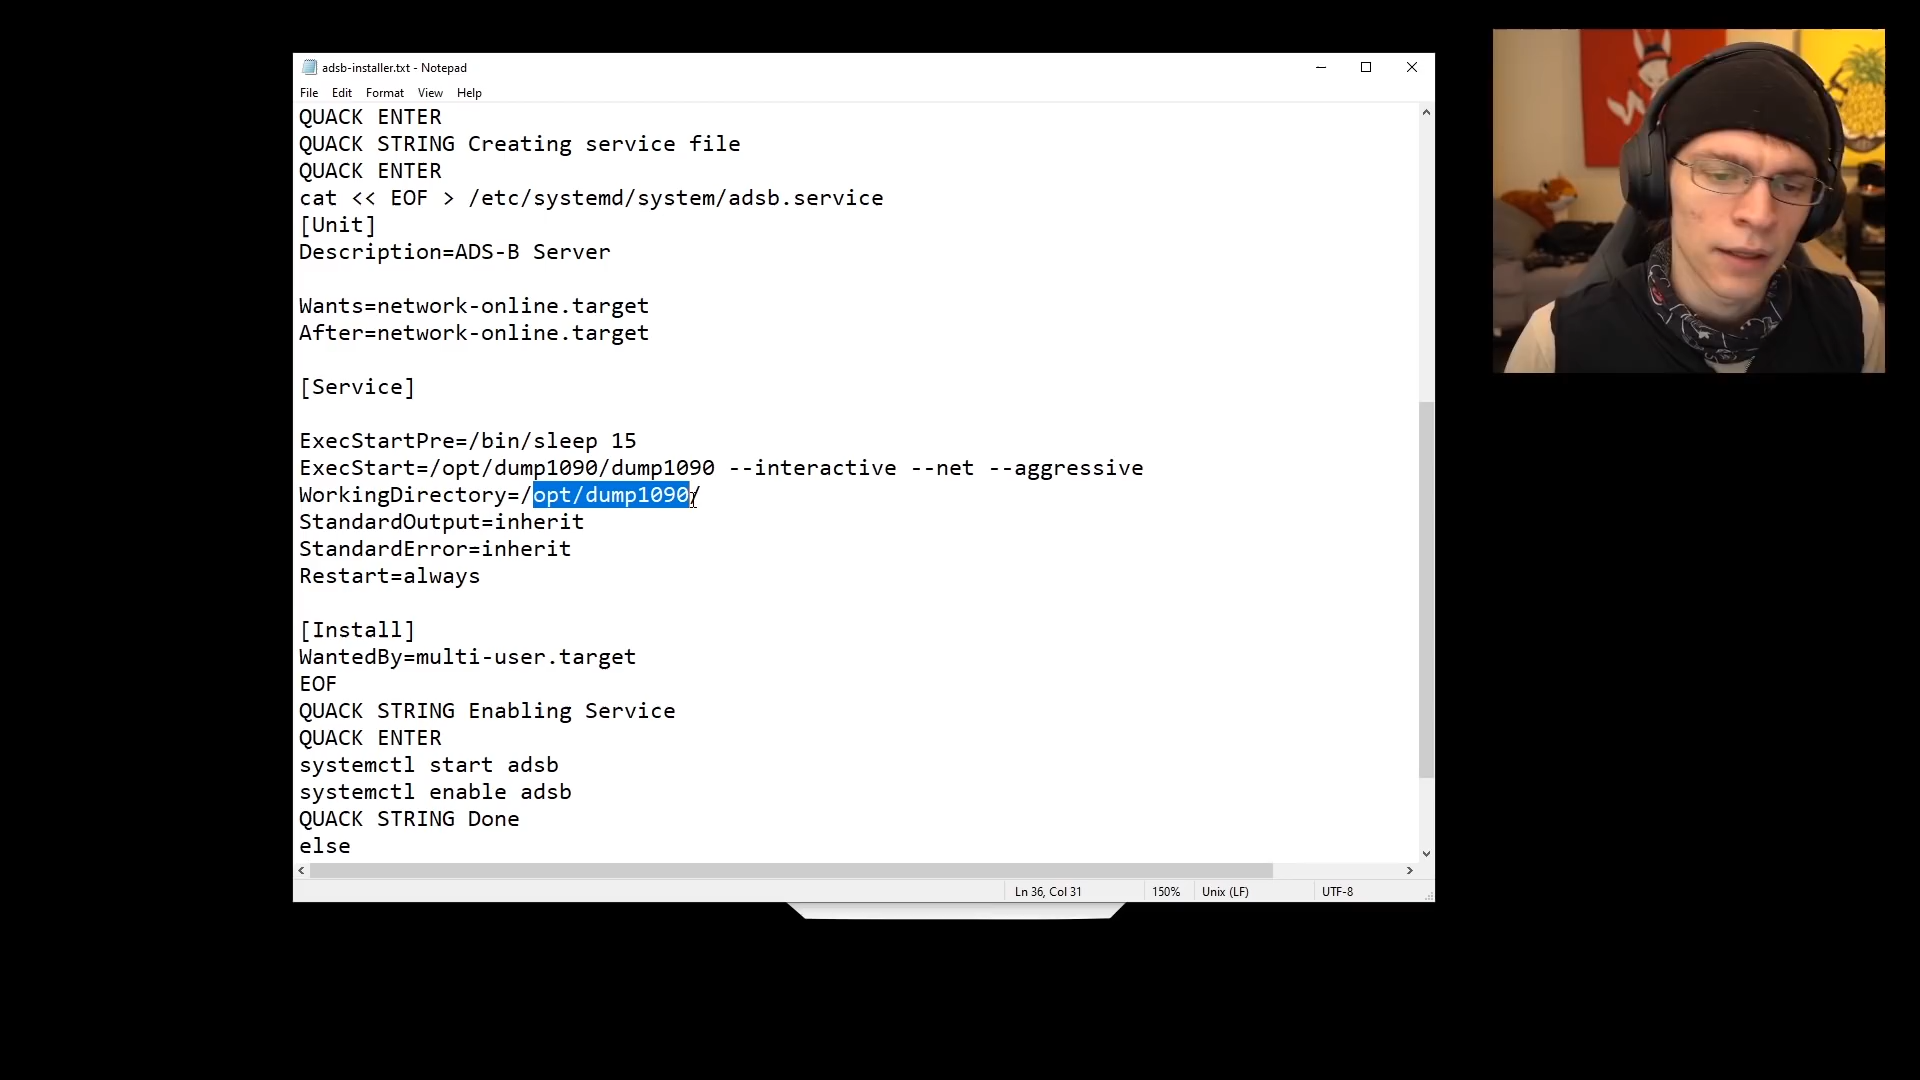 adsb-installer.txt - Notepad
File Edit Format View Help
QUACK ENTER
QUACK STRING Creating service file
QUACK ENTER
cat << EOF > /etc/systemd/system/adsb.service
[Unit]
Description=ADS-B Server
Wants=network-online.target
After=network-online.target
[Service]
ExecStartPre=/bin/sleep 15
ExecStart=/opt/dump1090/dump1090 --interactive --net --aggressive
WorkingDirectory=/opt/dump1090/
StandardOutput=inherit
StandardError=inherit
Restart=always
[Install]
WantedBy=multi-user.target
EOF
QUACK STRING Enabling Service
QUACK ENTER
systemctl start adsb
systemctl enable adsb
QUACK STRING Done
else
Ln 36, Col 31 150% Unix (LF) UTF-8